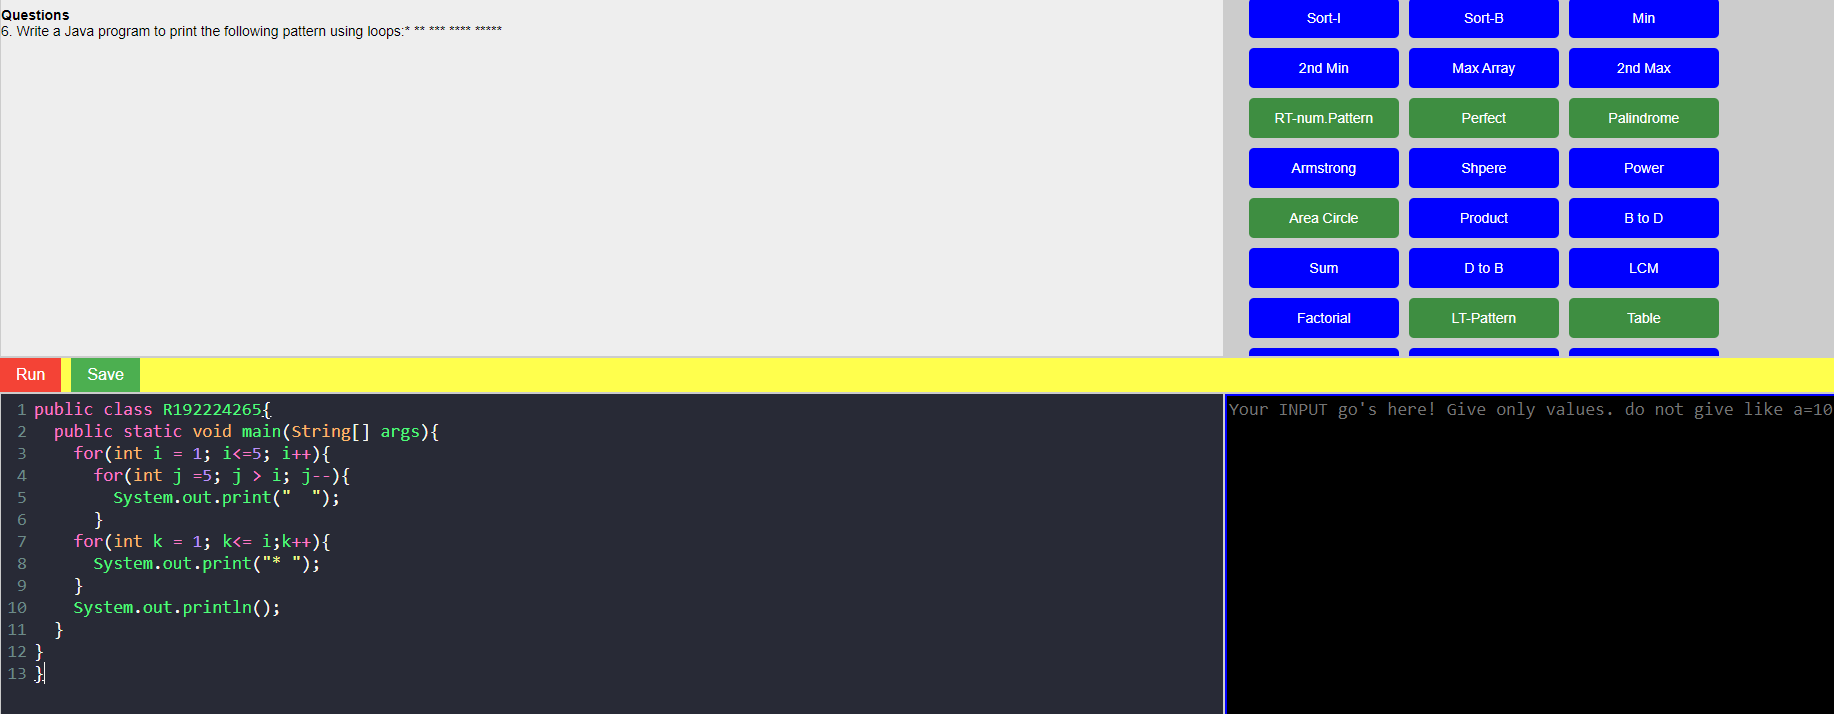 Questions
6. Write a Java program to print the following pattern using loops:* ** *** **** *****
Sort-I Sort-B Min
2nd Min Max Array 2nd Max
RT-num.Pattern Perfect Palindrome
Armstrong Shpere Power
Area Circle Product B to D
Sum D to B LCM
Factorial LT-Pattern Table
Run Save
1 public class R192224265{
2   public static void main(String[] args){
3     for(int i = 1; i<=5; i++){
4       for(int j =5; j > i; j--){
5         System.out.print("  ");
6       }
7     for(int k = 1; k<= i;k++){
8       System.out.print("* ");
9     }
10     System.out.println();
11   }
12 }
13 }
Your INPUT go's here! Give only values. do not give like a=10